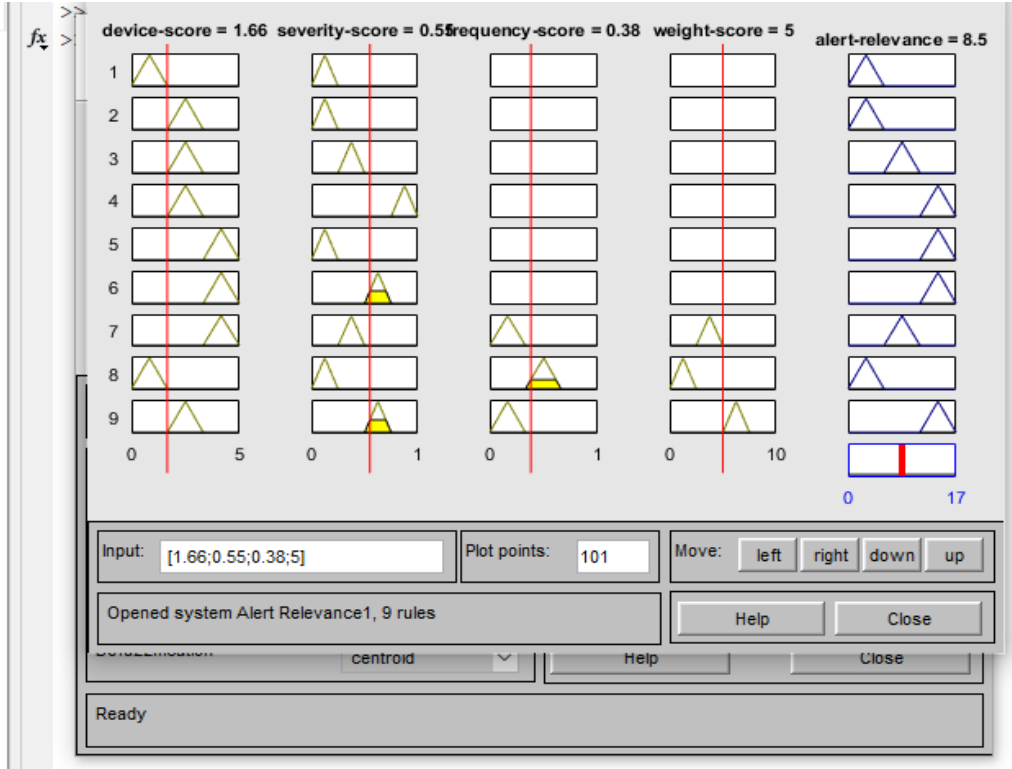 >>
fx >
device-score = 1.66 severity-score = 0.55 frequency-score = 0.38 weight-score = 5 alert-relevance = 8.5
1
2
3
4
5
6
7
8
9
0 5 0 1 0 1 0 10
0 17
Input: [1.66;0.55;0.38;5] Plot points: 101 Move: left right down up
Opened system Alert Relevance1, 9 rules Help Close
centroid Help Close
Ready